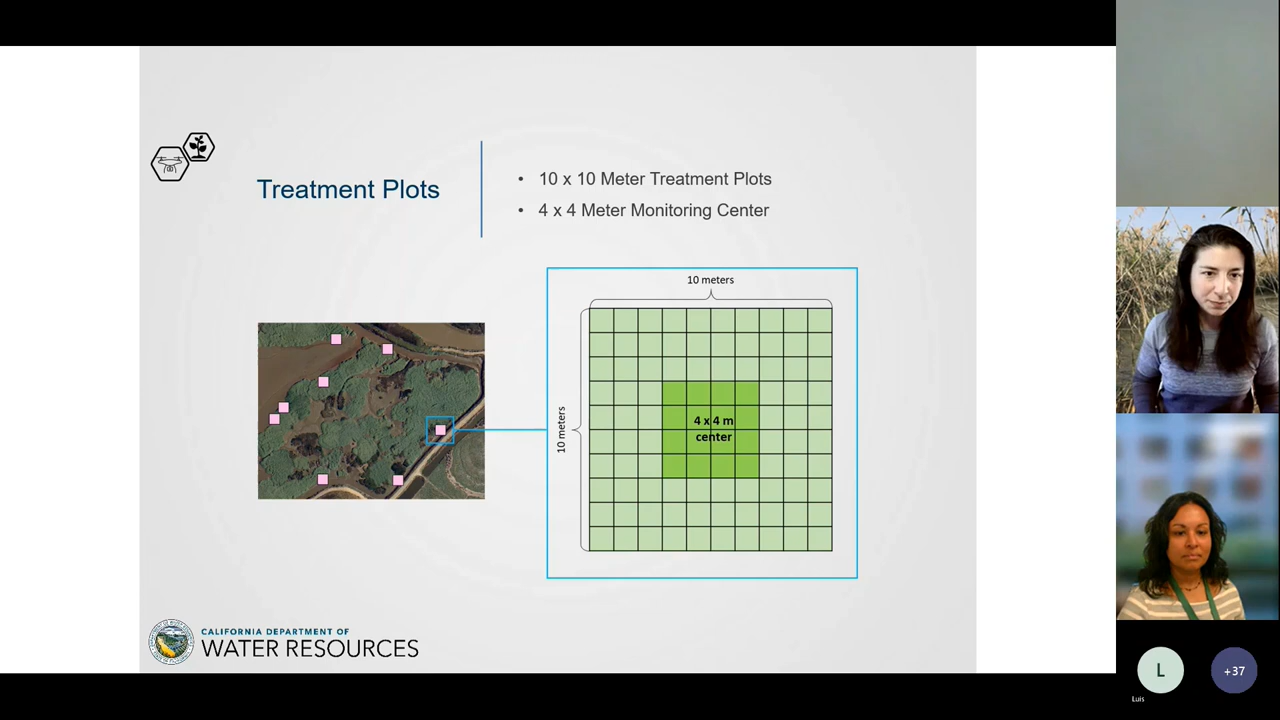 Treatment Plots
• 10 x 10 Meter Treatment Plots
• 4 x 4 Meter Monitoring Center
10 meters
10 meters
4 x 4 m
center
CALIFORNIA DEPARTMENT OF
WATER RESOURCES
L
+37
Luis